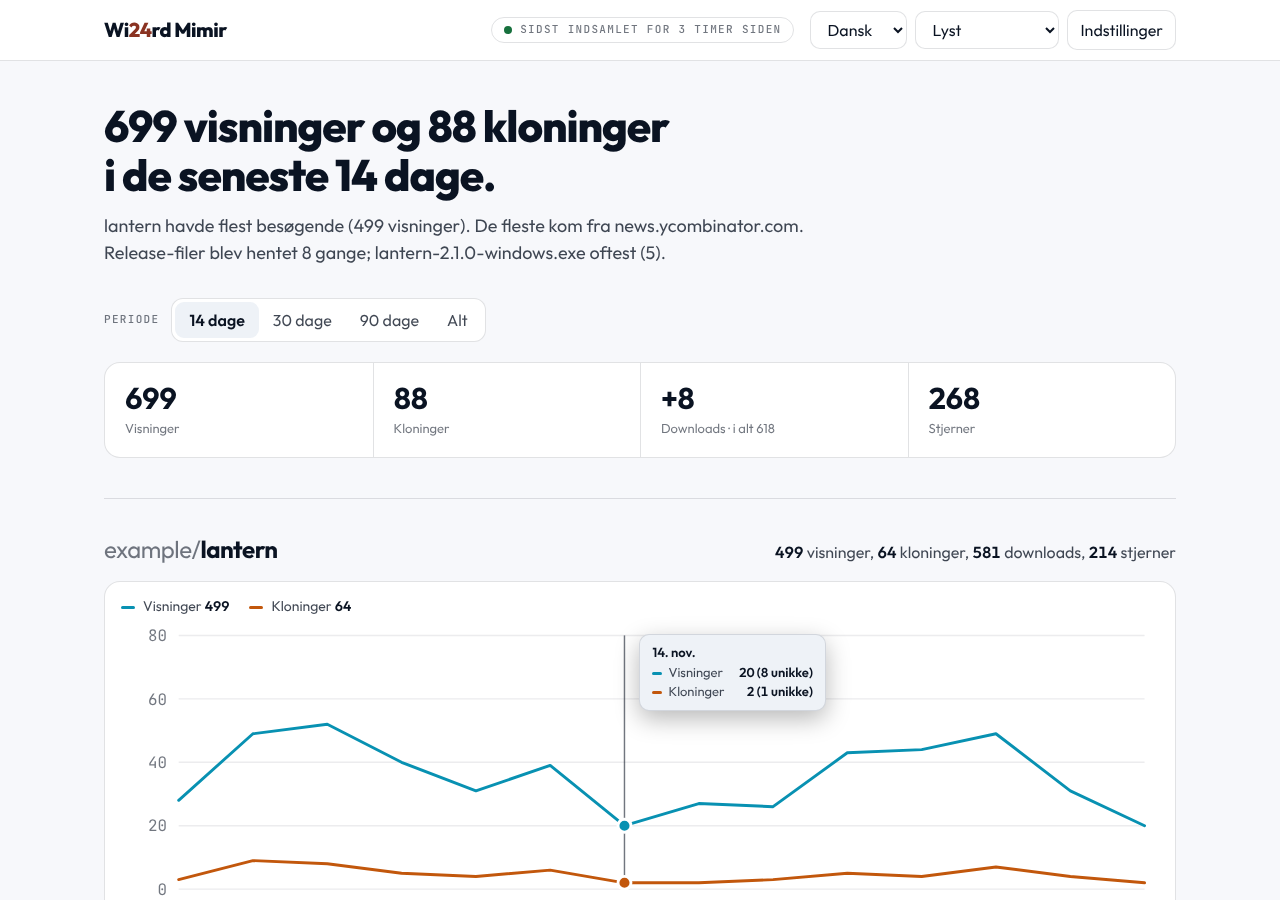 Wi24rd Mimir
SIDST INDSAMLET FOR 3 TIMER SIDEN
Dansk
Lyst
Indstillinger
699 visninger og 88 kloninger
i de seneste 14 dage.
lantern havde flest besøgende (499 visninger). De fleste kom fra news.ycombinator.com.
Release-filer blev hentet 8 gange; lantern-2.1.0-windows.exe oftest (5).
PERIODE
14 dage
30 dage
90 dage
Alt
699
Visninger
88
Kloninger
+8
Downloads · i alt 618
268
Stjerner
example/lantern
499 visninger, 64 kloninger, 581 downloads, 214 stjerner
Visninger 499
Kloninger 64
80
60
40
20
0
14. nov.
Visninger 20 (8 unikke)
Kloninger 2 (1 unikke)